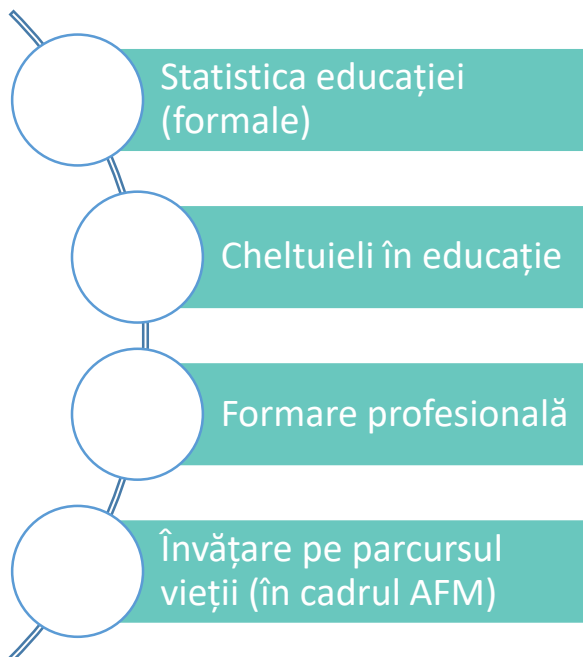 Statistica educației
(formale)
Cheltuieli în educație
Formare profesională
Învățare pe parcursul
vieții (în cadrul AFM)